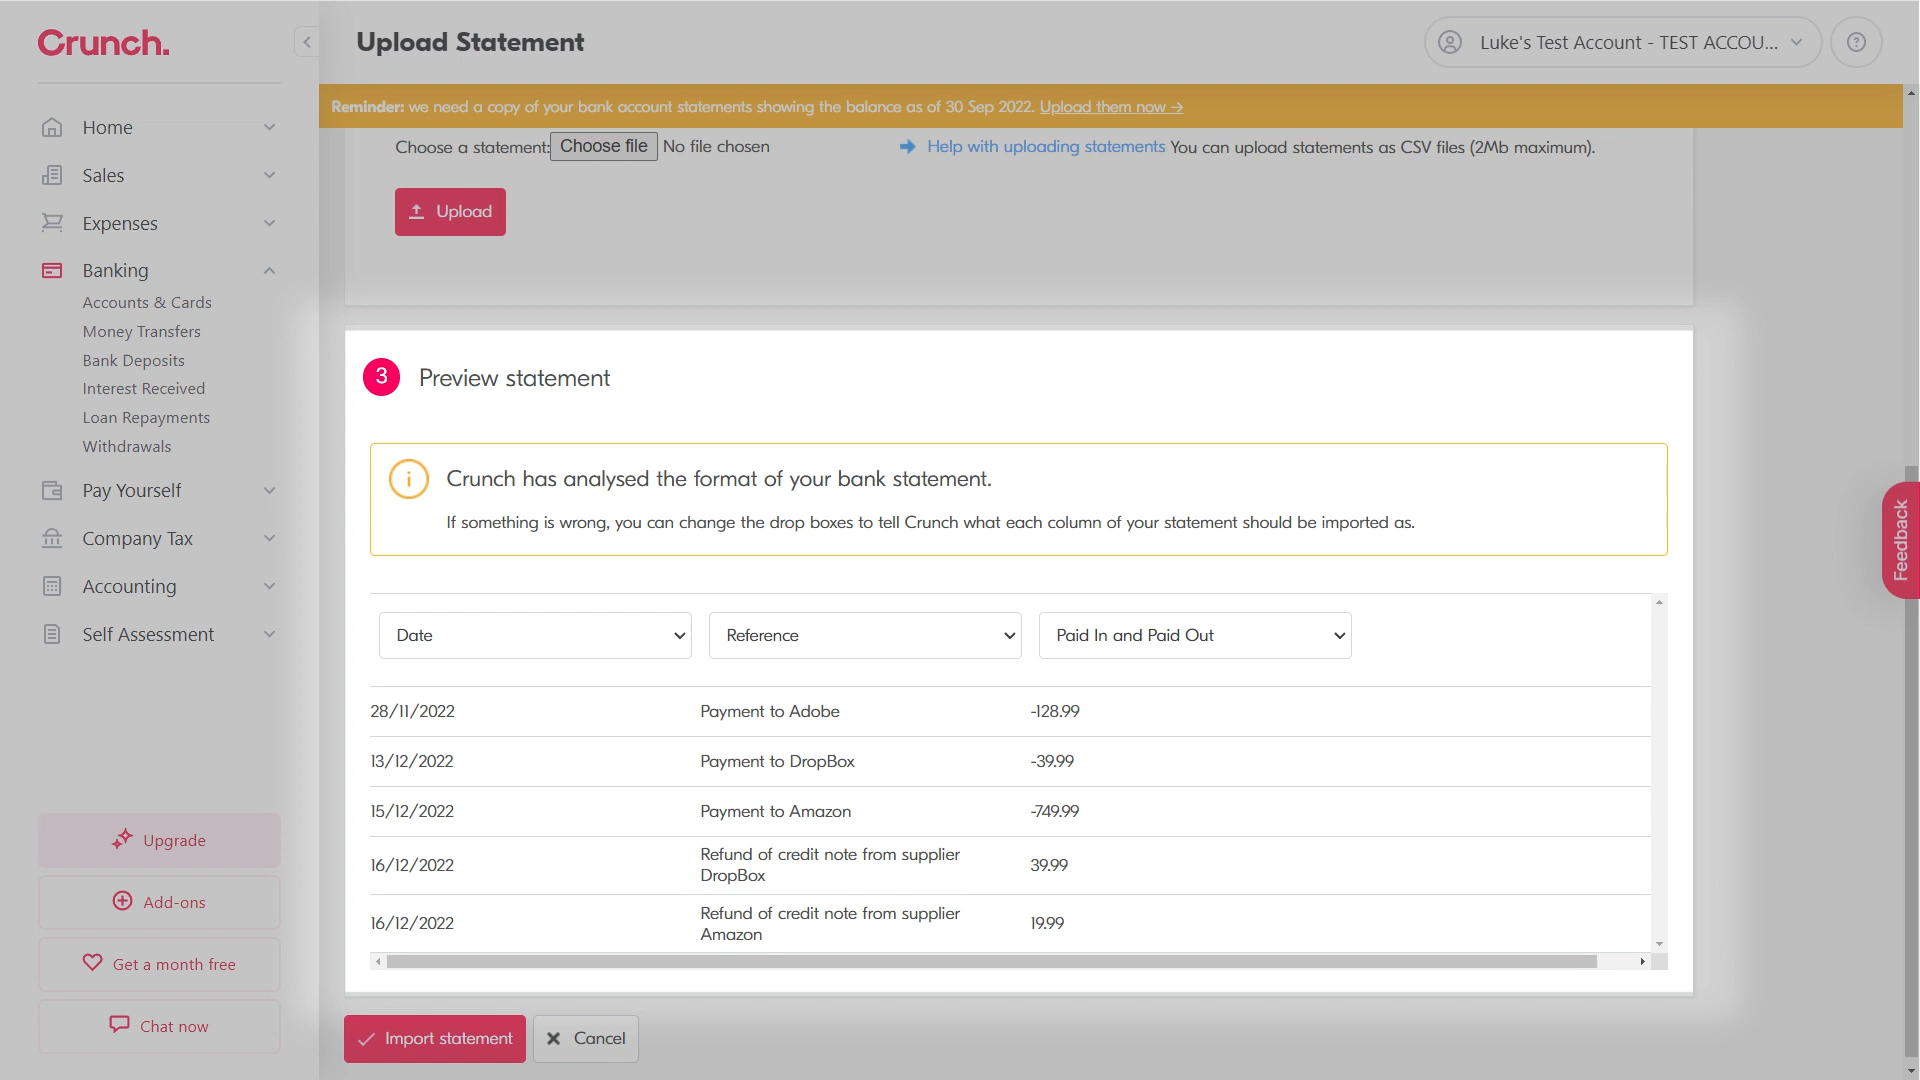 Crunch.
Upload Statement
Luke's Test Account - TEST ACCOU...
Reminder: we need a copy of your bank account statements showing the balance as of 30 Sep 2022. Upload them now →
Home
Sales
Expenses
Banking
Accounts & Cards
Money Transfers
Bank Deposits
Interest Received
Loan Repayments
Withdrawals
Pay Yourself
Company Tax
Accounting
Self Assessment
Upgrade
Add-ons
Get a month free
Chat now
Choose a statement: Choose file No file chosen
Help with uploading statements You can upload statements as CSV files (2Mb maximum).
Upload
3 Preview statement
Crunch has analysed the format of your bank statement.
If something is wrong, you can change the drop boxes to tell Crunch what each column of your statement should be imported as.
Date Reference Paid In and Paid Out
28/11/2022 Payment to Adobe -128.99
13/12/2022 Payment to DropBox -39.99
15/12/2022 Payment to Amazon -749.99
16/12/2022 Refund of credit note from supplier DropBox 39.99
16/12/2022 Refund of credit note from supplier Amazon 19.99
Import statement Cancel
Feedback